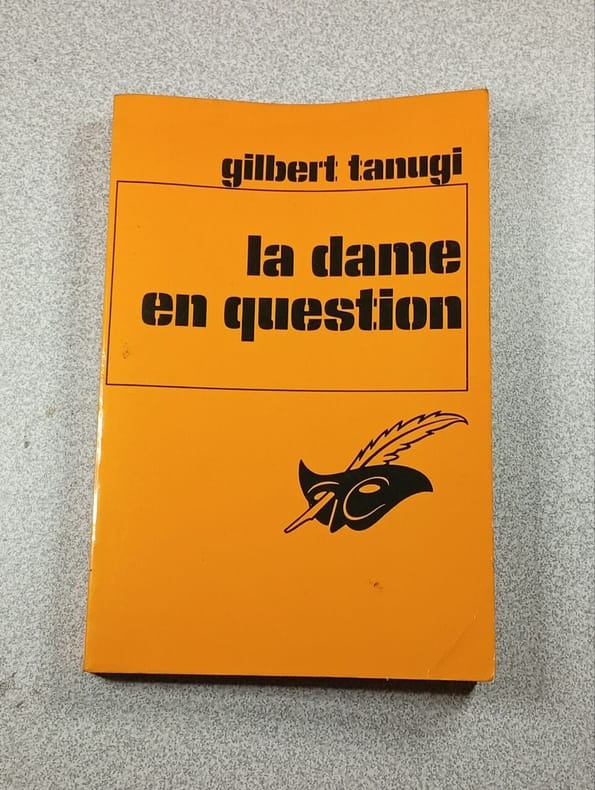 gilbert tanugi
la dame
en question